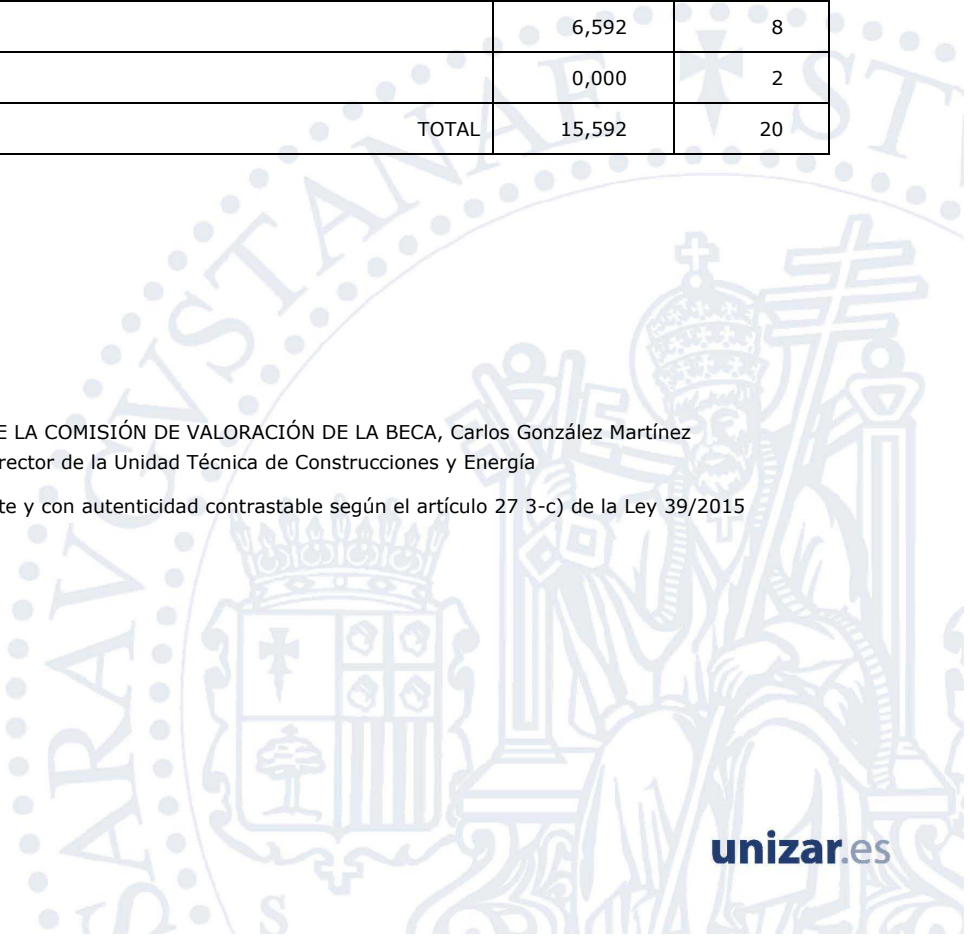 6,592 8
0,000 2
TOTAL 15,592 20
E LA COMISIÓN DE VALORACIÓN DE LA BECA, Carlos González Martínez
rector de la Unidad Técnica de Construcciones y Energía
te y con autenticidad contrastable según el artículo 27 3-c) de la Ley 39/2015
SARAVGVSTANAE
ST
unizar.es
S